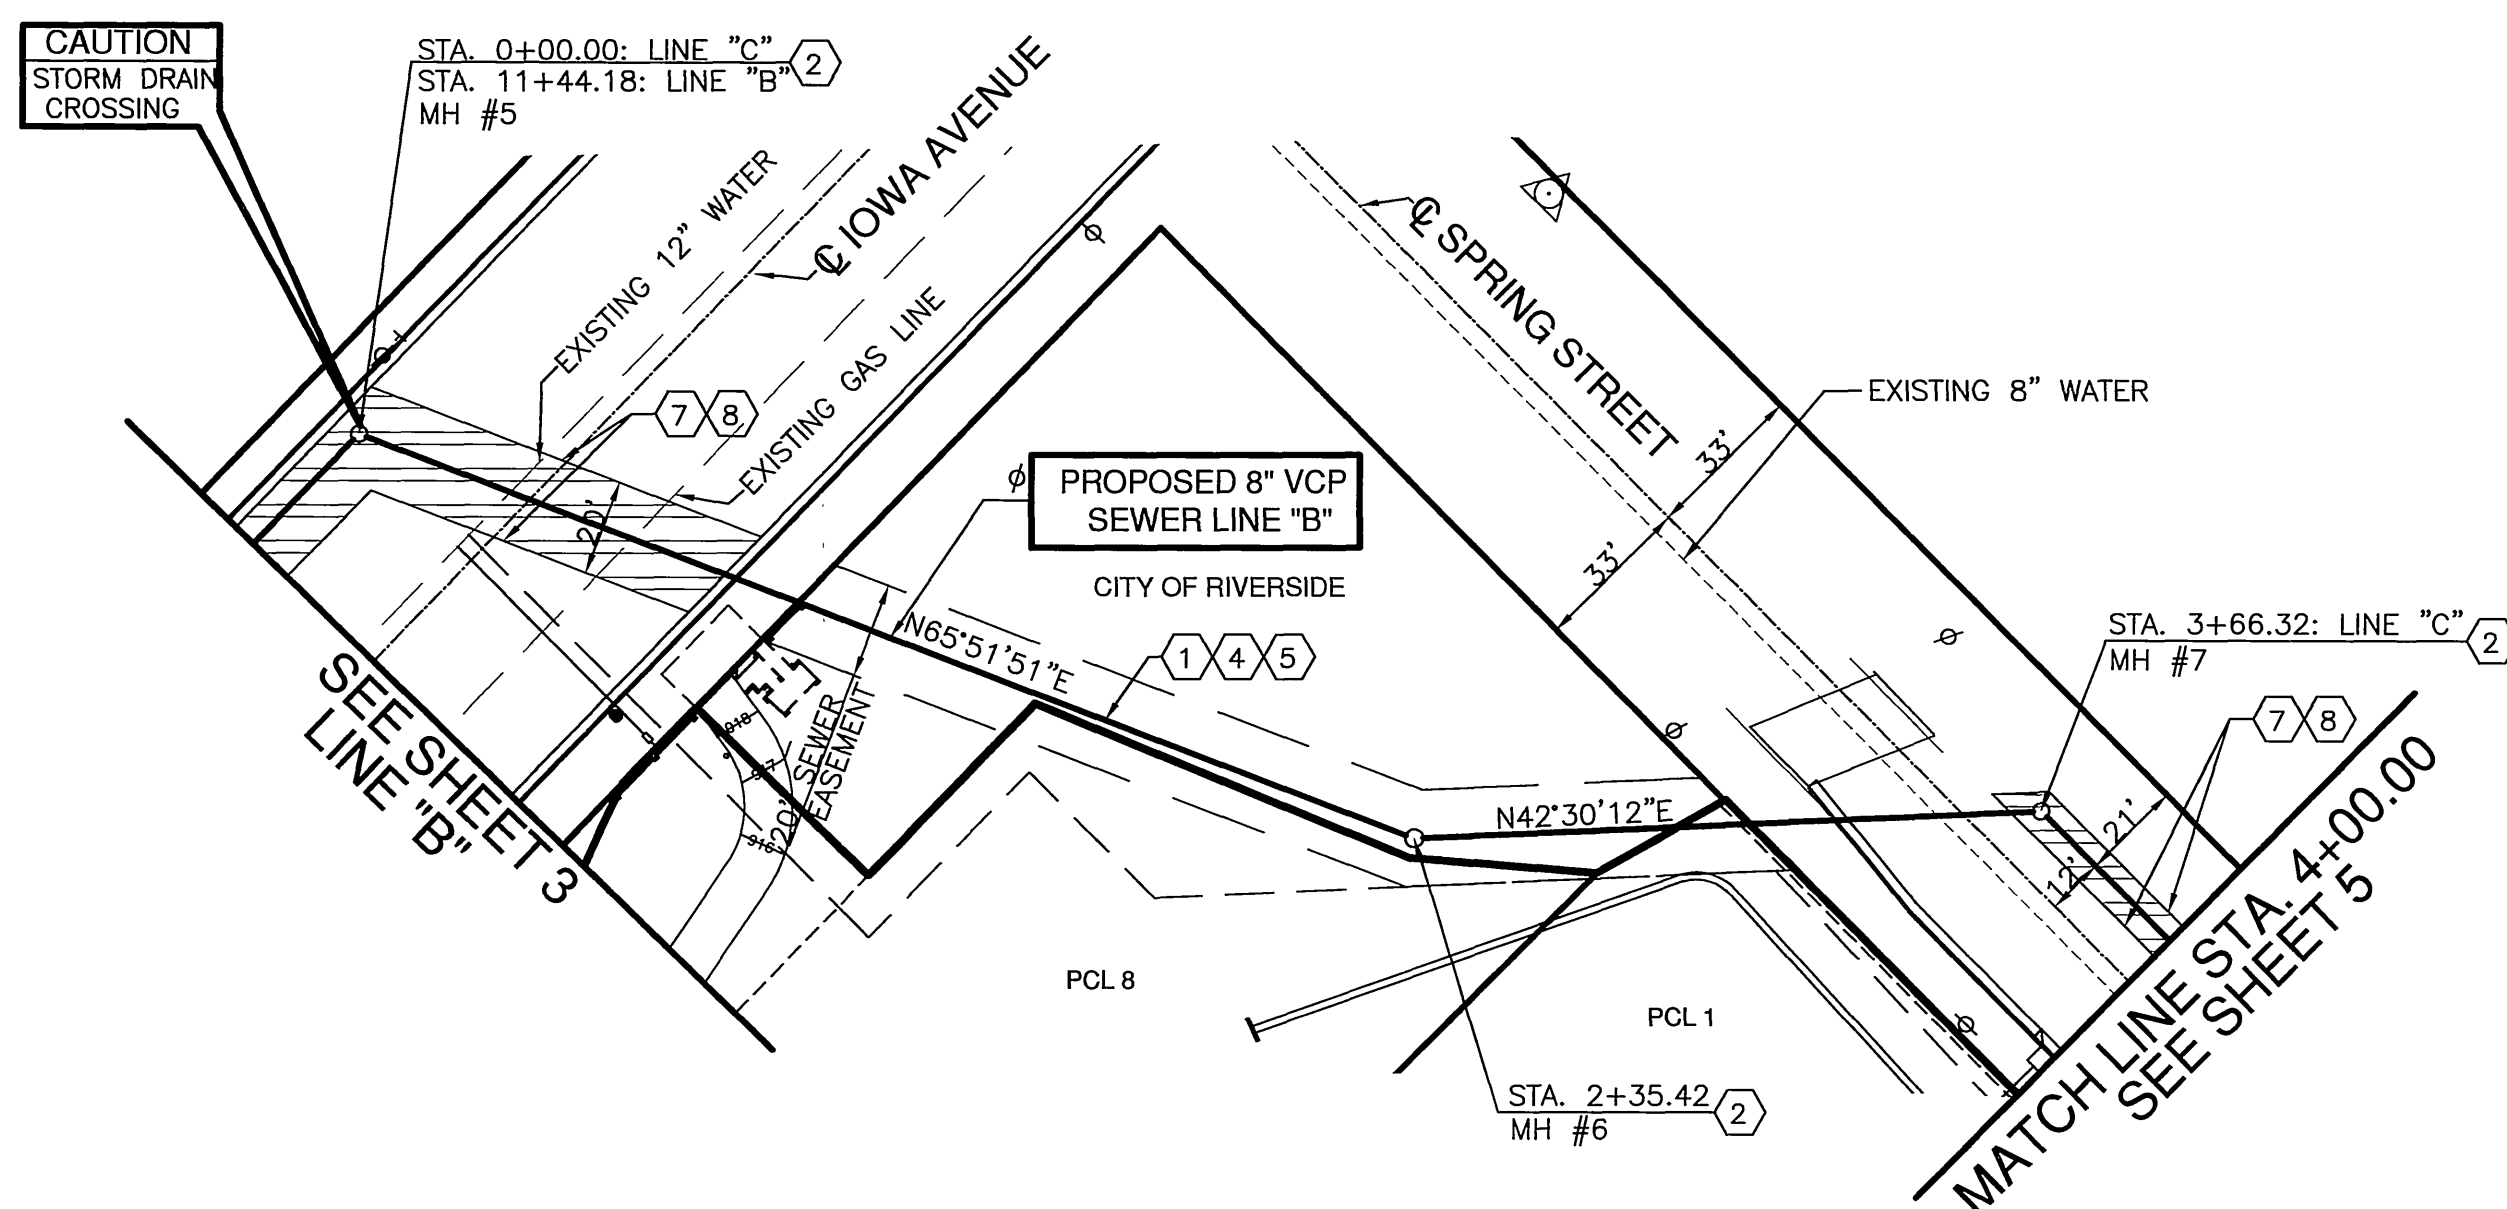 CAUTION
STORM DRAIN
CROSSING
STA. 0+00.00: LINE "C"
STA. 11+44.18: LINE "B"
MH #5
2
℄ IOWA AVENUE
EXISTING 12" WATER
EXISTING GAS LINE
7 8
20'
℄ SPRING STREET
EXISTING 8" WATER
33'
33'
PROPOSED 8" VCP
SEWER LINE "B"
CITY OF RIVERSIDE
N65°51'51"E
1 4 5
STA. 3+66.32: LINE "C"
MH #7
2
7 8
SEE SHEET 3
LINE "B"
918
917
916
20' SEWER
EASEMENT
N42°30'12"E
21'
12'
PCL 8
PCL 1
STA. 2+35.42
MH #6
2
MATCH LINE STA. 4+00.00
SEE SHEET 5